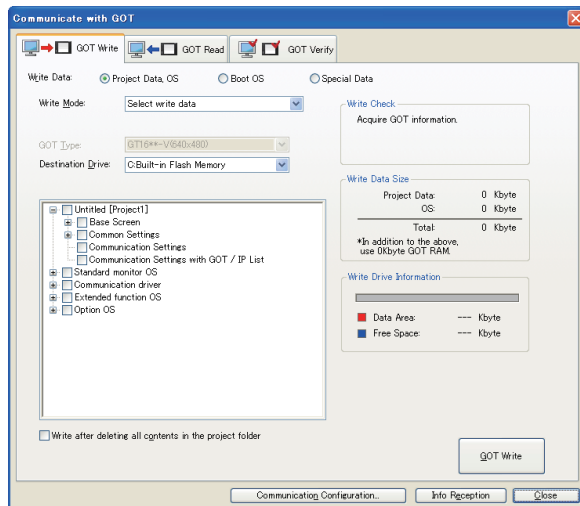 Communicate with GOT
GOT Write
GOT Read
GOT Verify
Write Data:
Project Data, OS
Boot OS
Special Data
Write Mode:
Select write data
GOT Type:
GT16**-V(640x480)
Destination Drive:
C:Built-in Flash Memory
Untitled [Project1]
Base Screen
Common Settings
Communication Settings
Communication Settings with GOT / IP List
Standard monitor OS
Communication driver
Extended function OS
Option OS
Write after deleting all contents in the project folder
Write Check
Acquire GOT information.
Write Data Size
Project Data: 0 Kbyte
OS: 0 Kbyte
Total: 0 Kbyte
*In addition to the above,
use 0Kbyte GOT RAM.
Write Drive Information
Data Area: --- Kbyte
Free Space: --- Kbyte
GOT Write
Communication Configuration...
Info Reception
Close